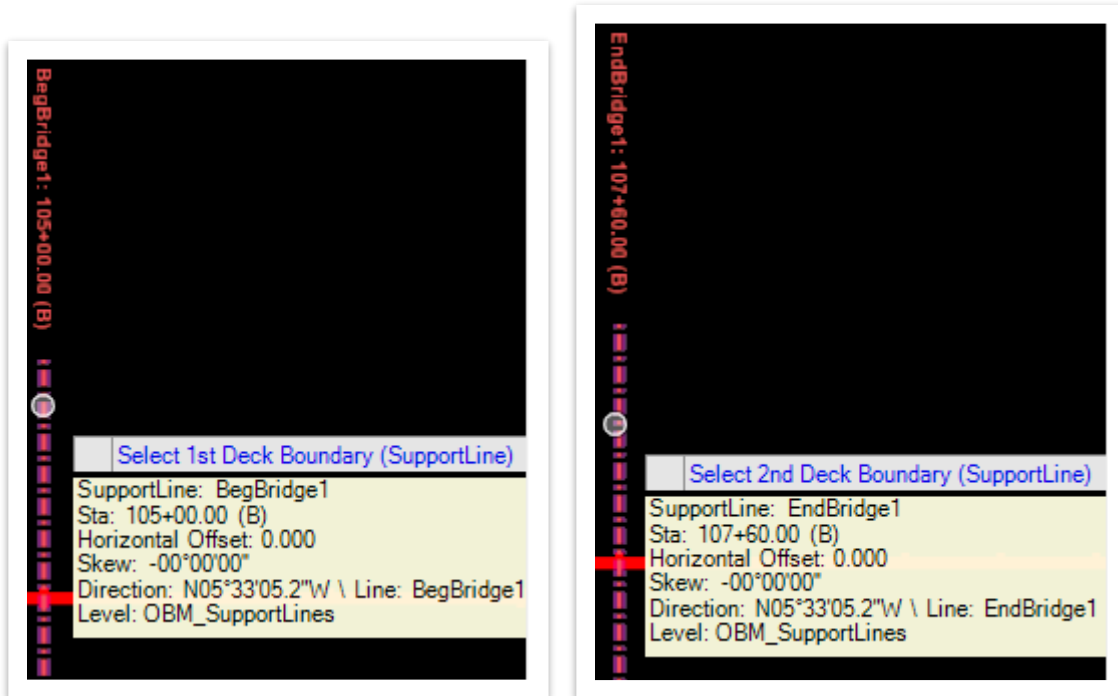 BegBridge1: 105+00.00 (B)
Select 1st Deck Boundary (SupportLine)
SupportLine: BegBridge1
Sta: 105+00.00 (B)
Horizontal Offset: 0.000
Skew: -00°00'00"
Direction: N05°33'05.2"W \ Line: BegBridge1
Level: OBM_SupportLines
EndBridge1: 107+60.00 (B)
Select 2nd Deck Boundary (SupportLine)
SupportLine: EndBridge1
Sta: 107+60.00 (B)
Horizontal Offset: 0.000
Skew: -00°00'00"
Direction: N05°33'05.2"W \ Line: EndBridge1
Level: OBM_SupportLines